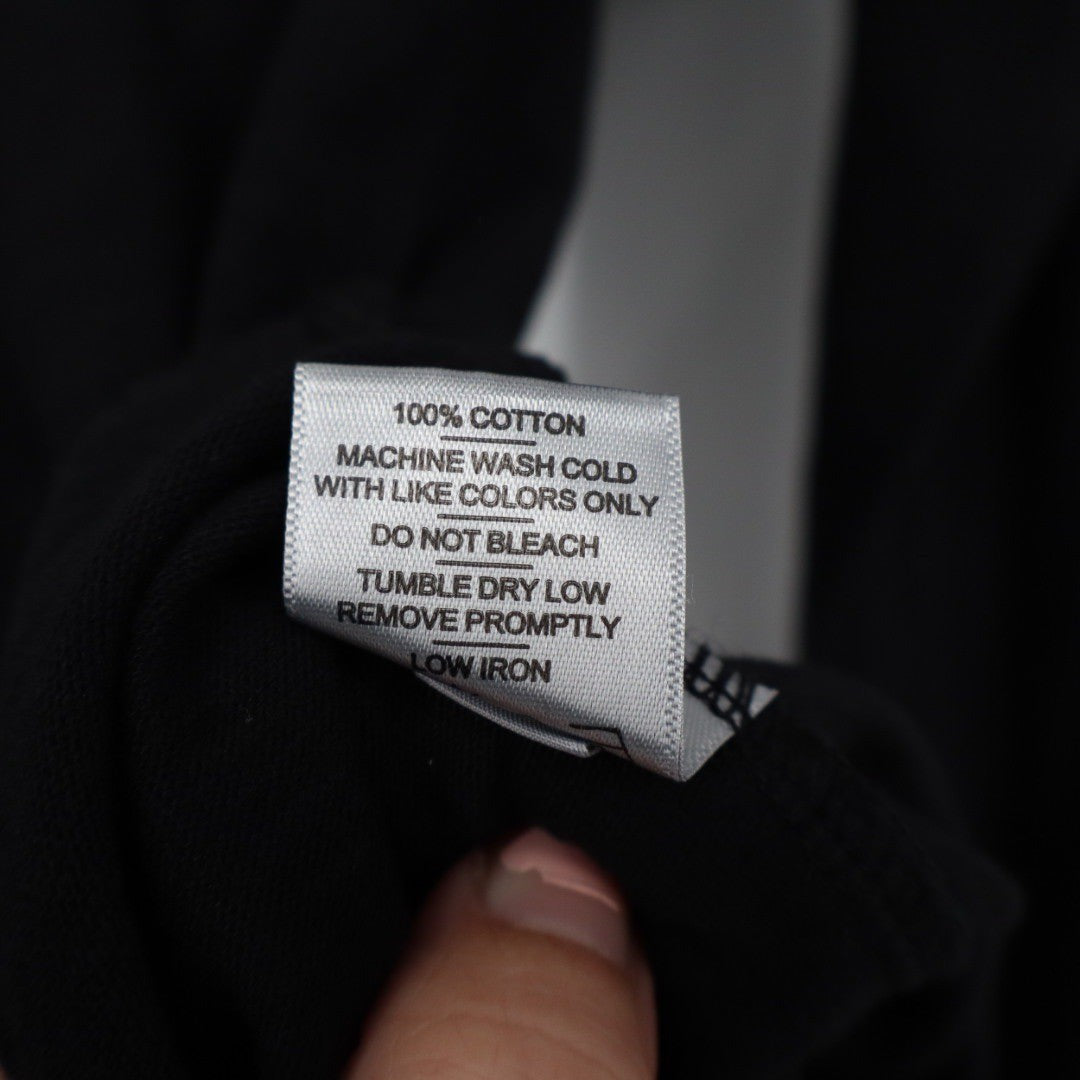 100% COTTON
MACHINE WASH COLD
WITH LIKE COLORS ONLY
DO NOT BLEACH
TUMBLE DRY LOW
REMOVE PROMPTLY
LOW IRON